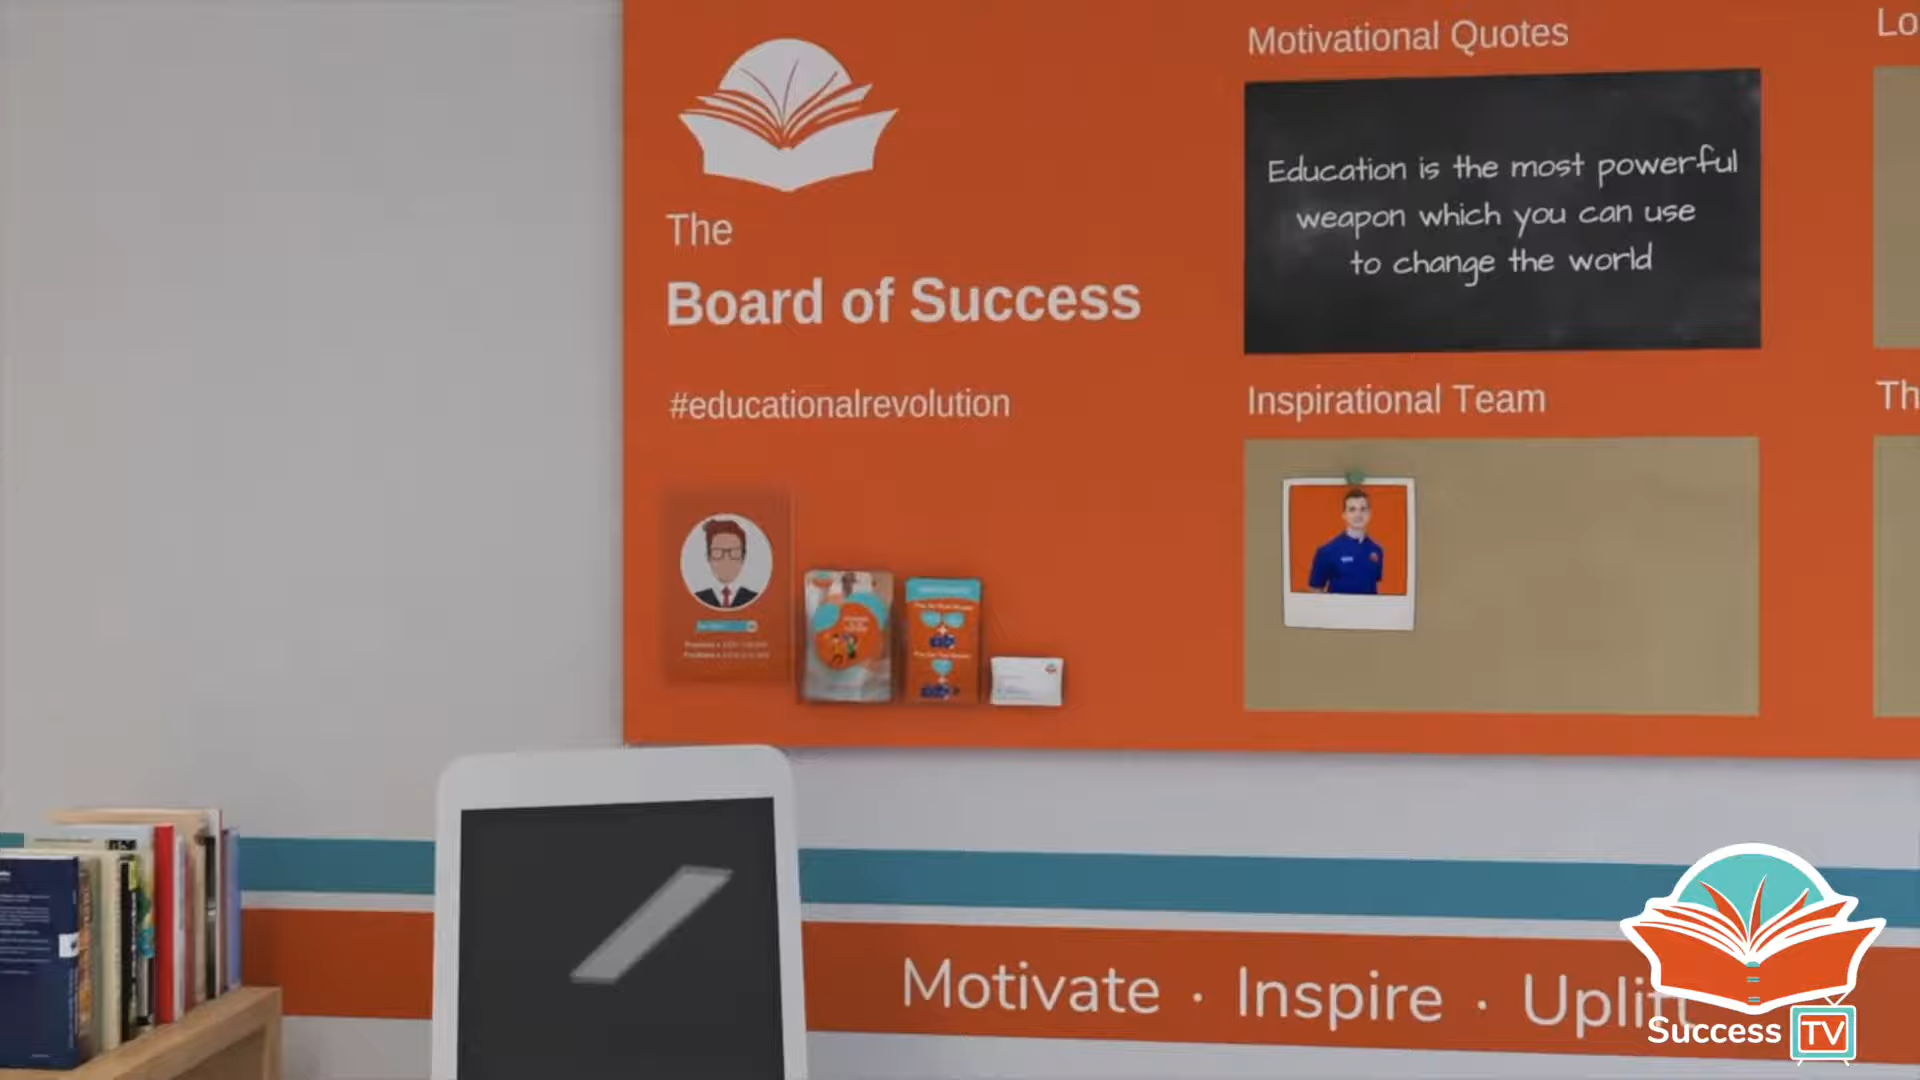 The
Board of Success
#educationalrevolution
Motivational Quotes
Education is the most powerful
weapon which you can use
to change the world
Inspirational Team
Lo
Th
Motivate · Inspire · Uplift
Success TV